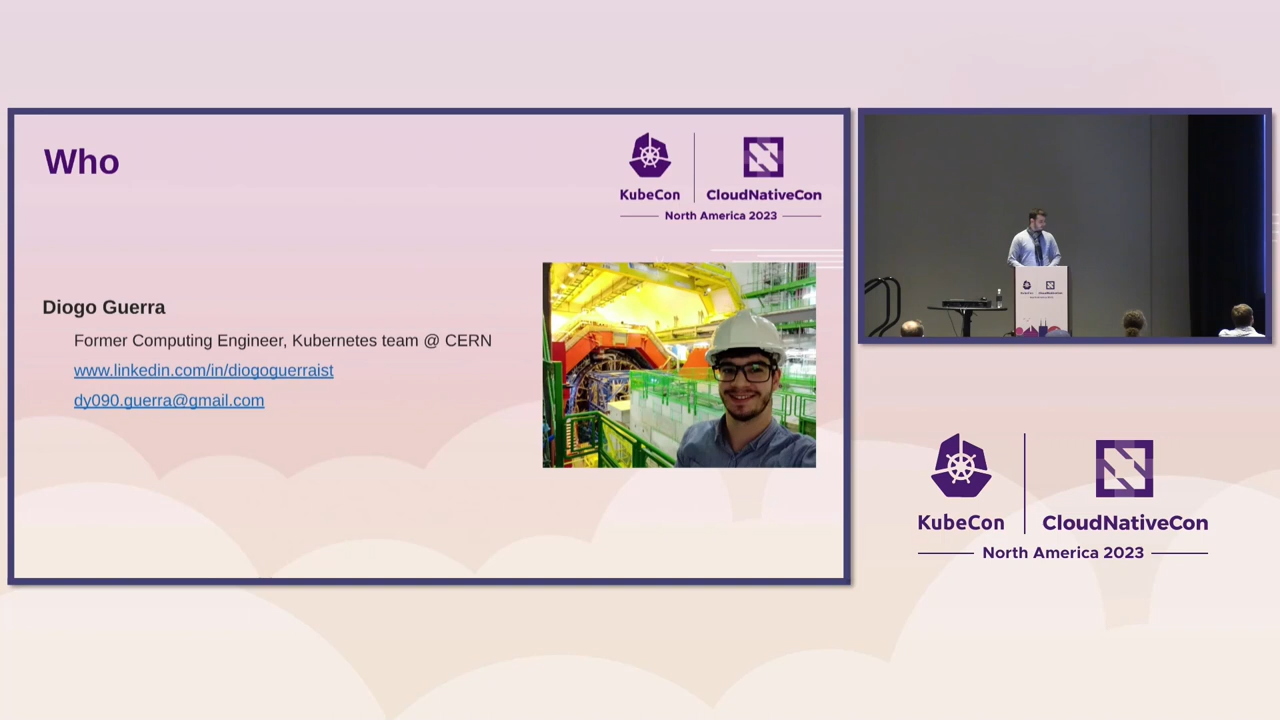 Who
KubeCon
CloudNativeCon
North America 2023
Diogo Guerra
Former Computing Engineer, Kubernetes team @ CERN
www.linkedin.com/in/diogoguerraist
dy090.guerra@gmail.com
KubeCon
CloudNativeCon
North America 2023